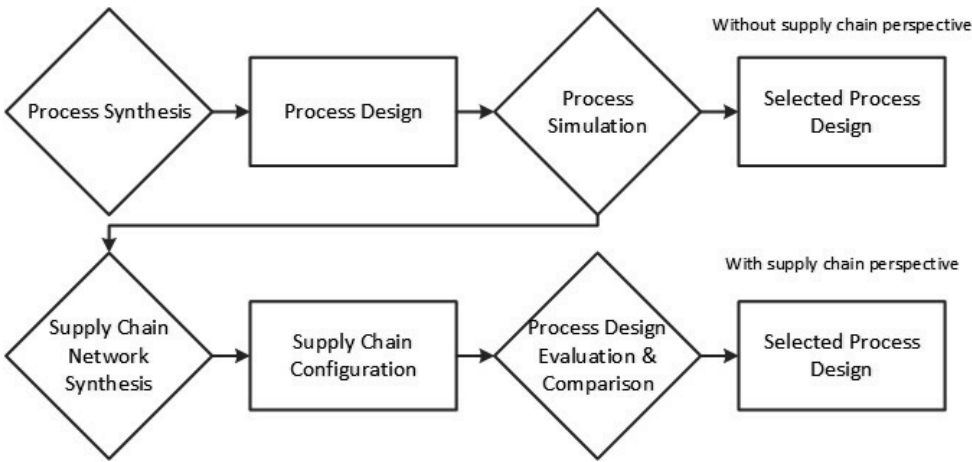 Without supply chain perspective
Process Synthesis
Process Design
Process
Simulation
Selected Process
Design
With supply chain perspective
Supply Chain
Network
Synthesis
Supply Chain
Configuration
Process Design
Evaluation &
Comparison
Selected Process
Design